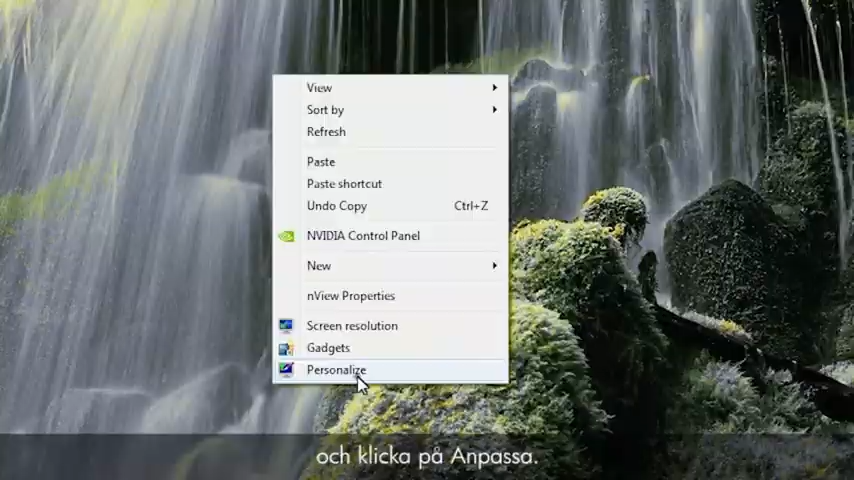 View
Sort by
Refresh
Paste
Paste shortcut
Undo Copy Ctrl+Z
NVIDIA Control Panel
New
nView Properties
Screen resolution
Gadgets
Personalize
och klicka på Anpassa.